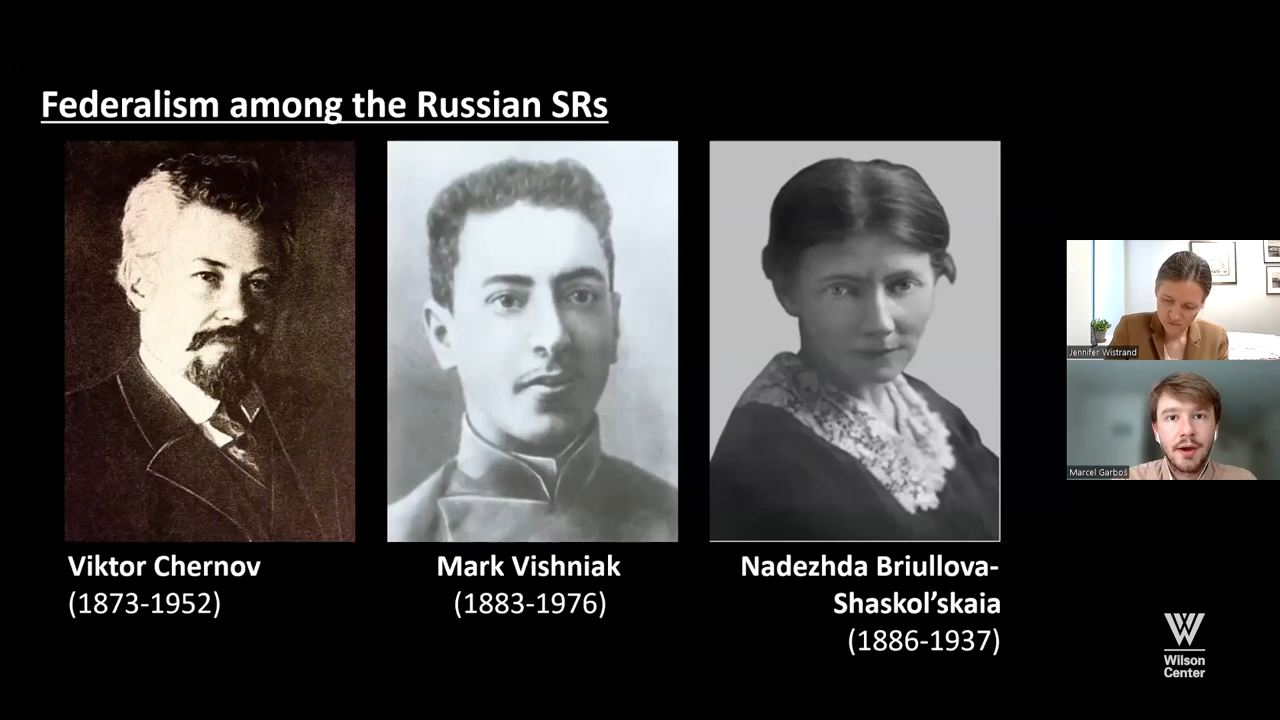 Federalism among the Russian SRs
Viktor Chernov
(1873-1952)
Mark Vishniak
(1883-1976)
Nadezhda Briullova-
Shaskol’skaia
(1886-1937)
Jennifer Wistrand
Marcel Garboś
W
Wilson
Center